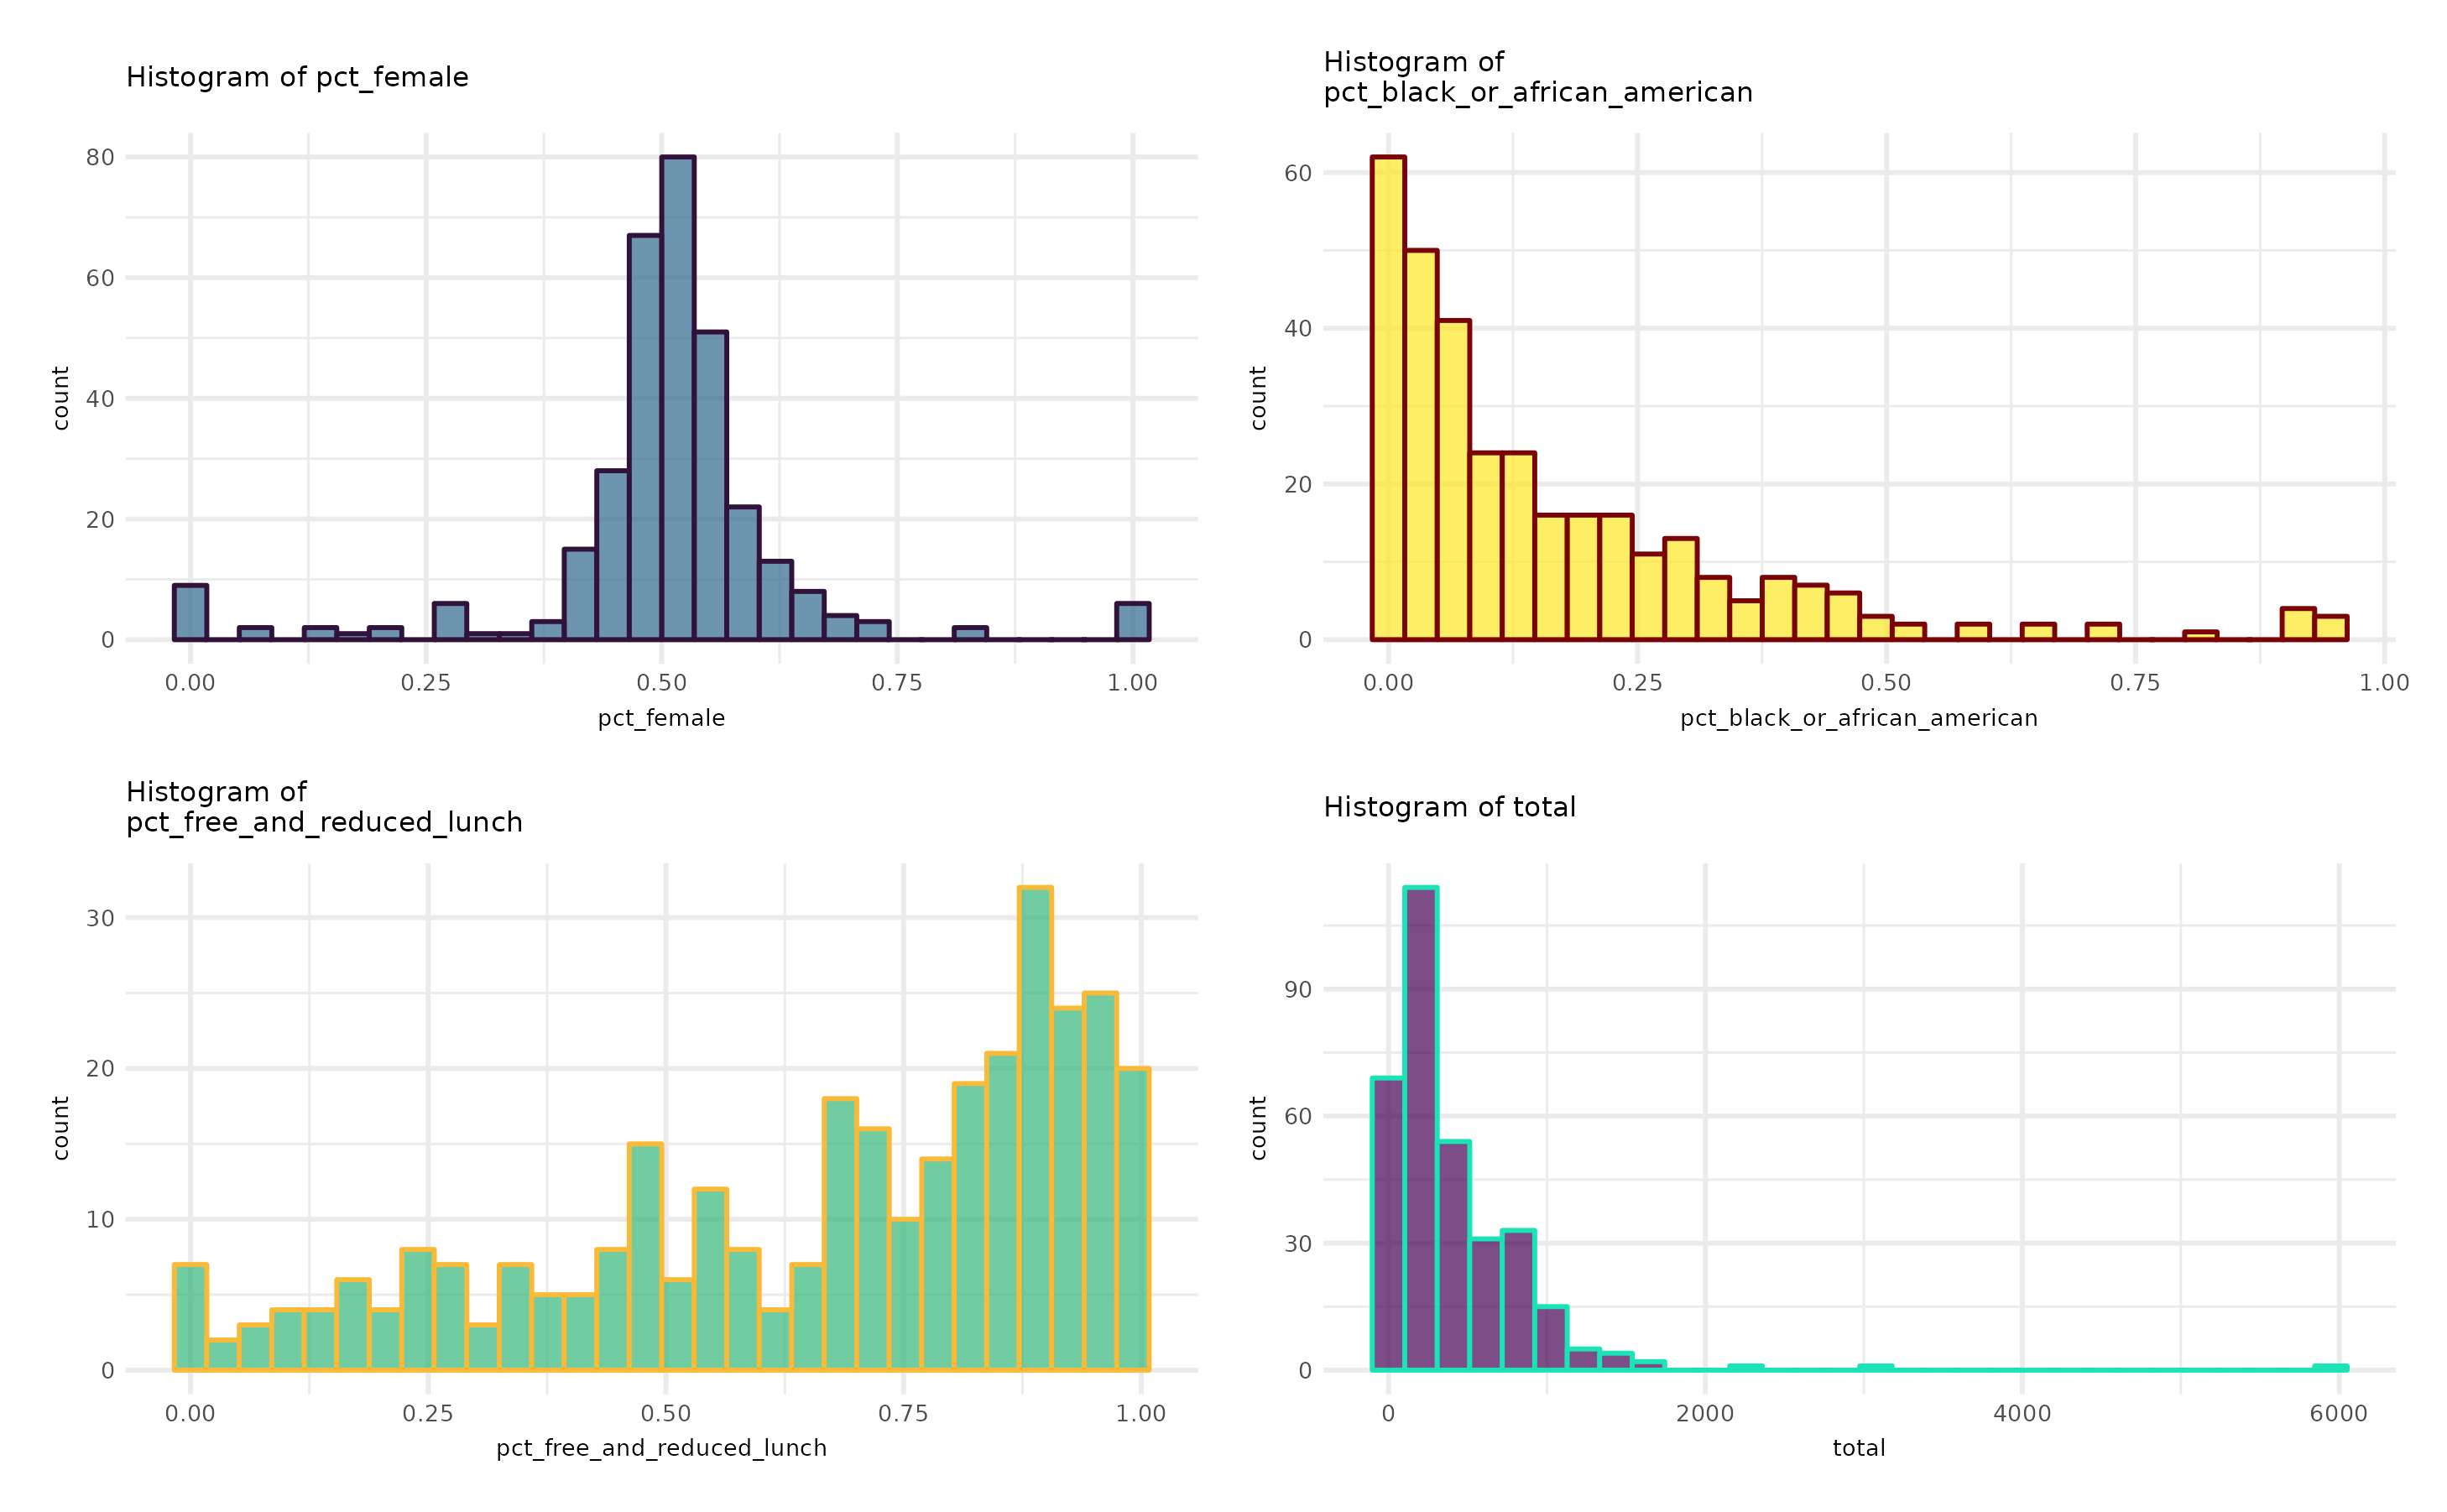 Histogram of pct_female
80
60
40
20
0
count
0.00 0.25 0.50 0.75 1.00
pct_female
Histogram of
pct_black_or_african_american
60
40
20
0
count
0.00 0.25 0.50 0.75 1.00
pct_black_or_african_american
Histogram of
pct_free_and_reduced_lunch
30
20
10
0
count
0.00 0.25 0.50 0.75 1.00
pct_free_and_reduced_lunch
Histogram of total
90
60
30
0
count
0 2000 4000 6000
total